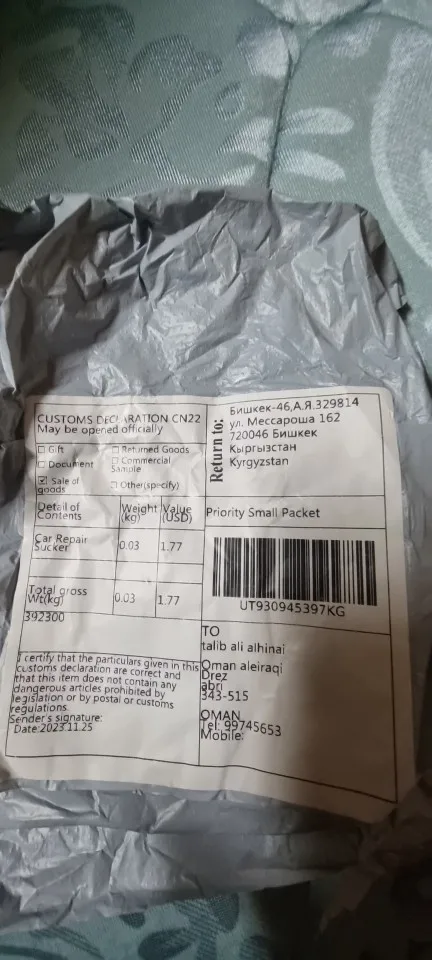 CUSTOMS DECLARATION CN22
May be opened officially
Gift
Returned Goods
Document
Commercial
Sample
Sale of
goods
Other(specify)
Detail of
Contents
Weight
(kg)
Value
(USD)
Car Repair
Sucker
0.03
1.77
Total gross
Wt(kg)
0.03
1.77
392300
I certify that the particulars given in this
customs declaration are correct and
that this item does not contain any
dangerous articles prohibited by
legislation or by postal or customs
regulations.
Sender's signature:
Date:2023.11.25
Return to:
Бишкек-46,А.Я.329814
ул. Мессароша 162
720046 Бишкек
Кыргызстан
Kyrgyzstan
Priority Small Packet
UT930945397KG
TO
talib ali alhinai
Oman aleiraqi
Drez
abri
343-515
OMAN
Tel: 99745653
Mobile: